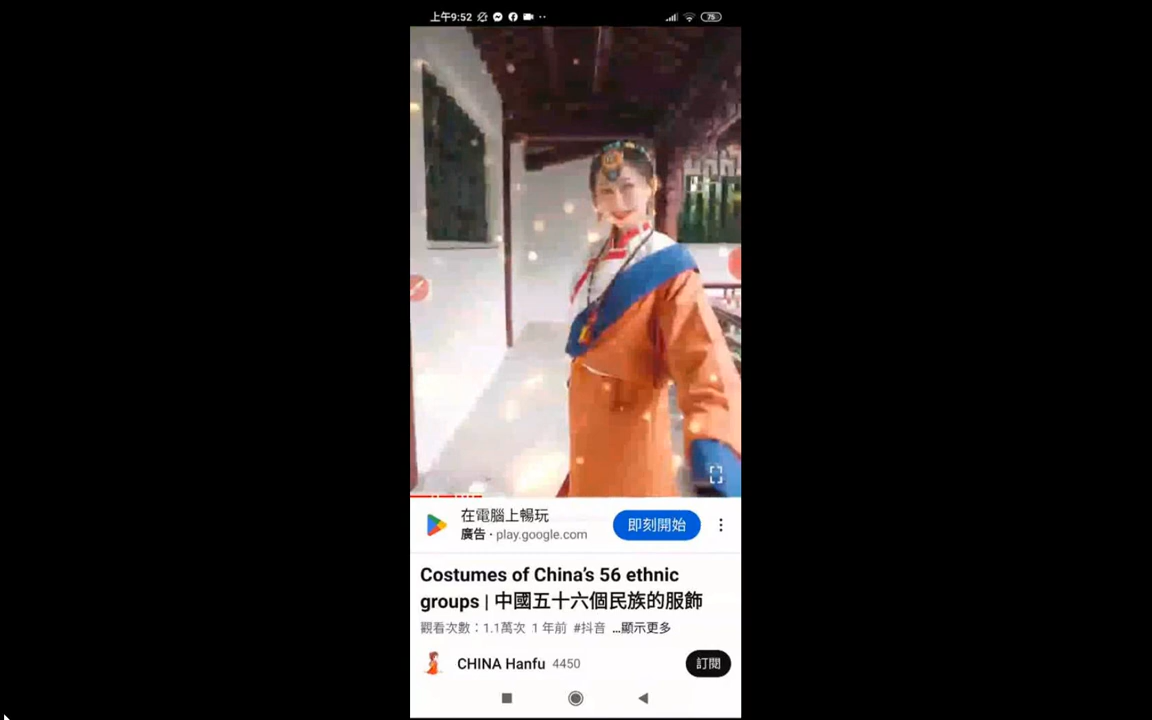 上午9:52
75
在電腦上暢玩
廣告 · play.google.com
即刻開始
Costumes of China's 56 ethnic
groups | 中國五十六個民族的服飾
觀看次數：1.1萬次 1 年前 #抖音 ...顯示更多
CHINA Hanfu 4450
訂閱